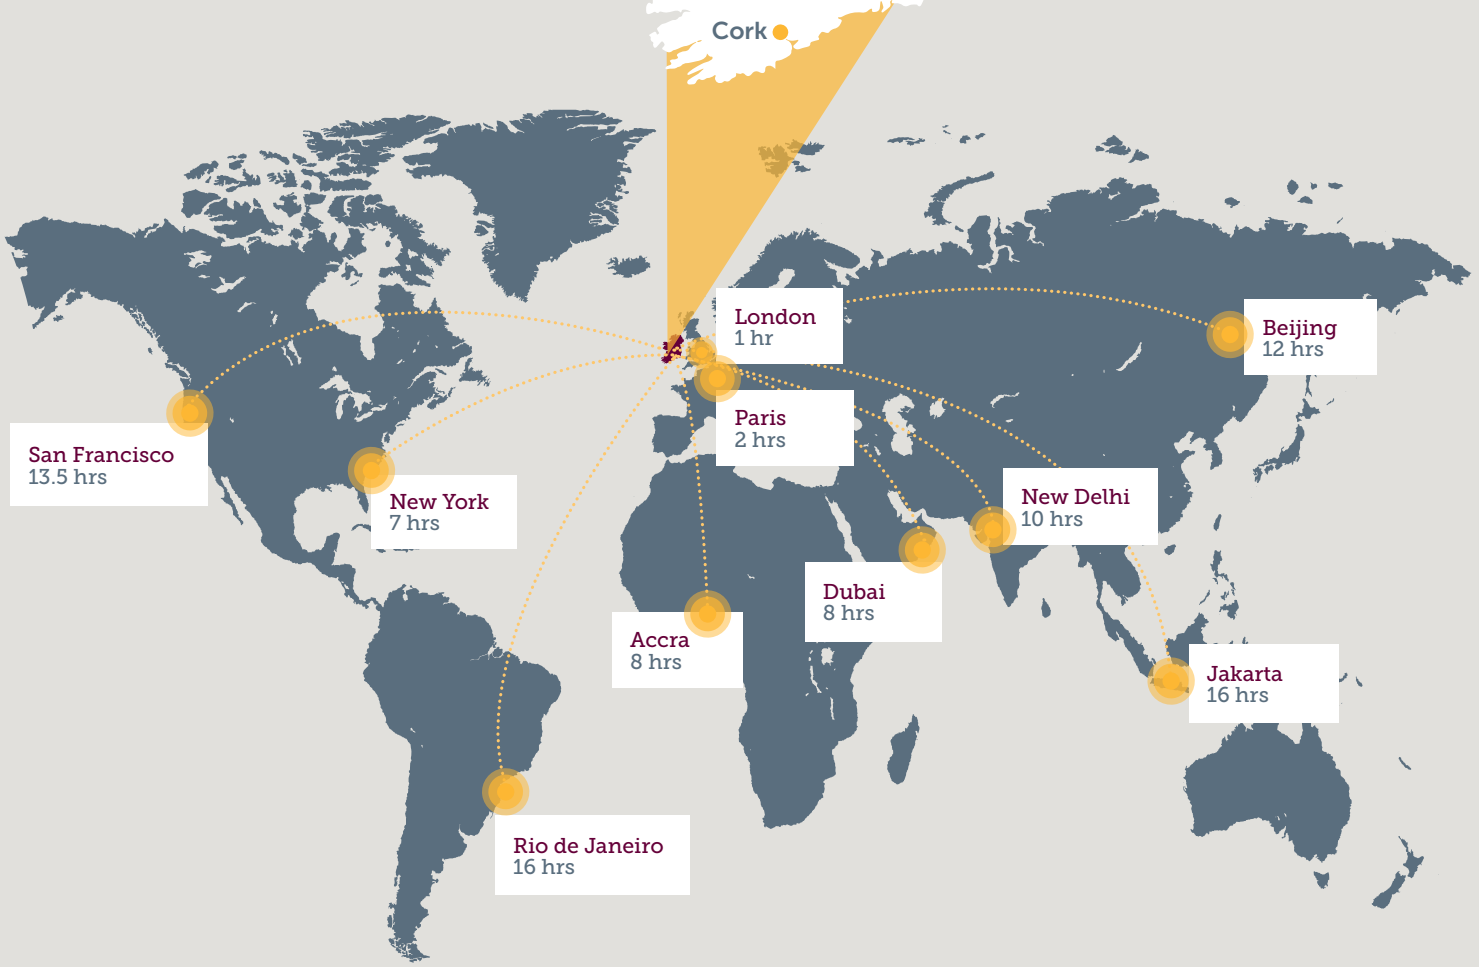 Cork
London
1 hr
Beijing
12 hrs
Paris
2 hrs
San Francisco
13.5 hrs
New York
7 hrs
New Delhi
10 hrs
Dubai
8 hrs
Accra
8 hrs
Jakarta
16 hrs
Rio de Janeiro
16 hrs